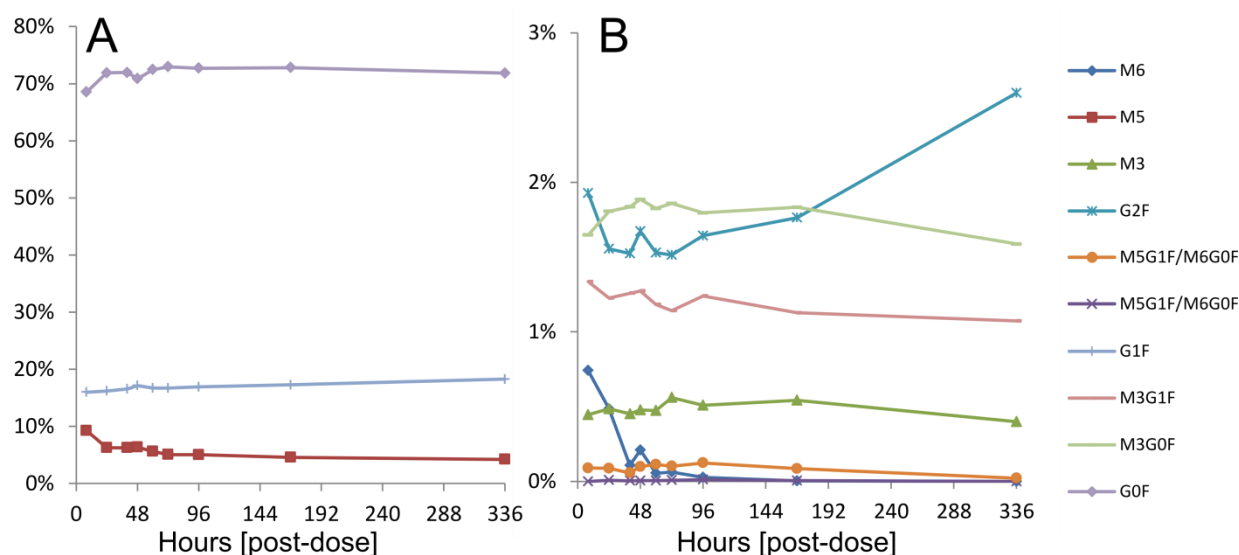 A
80%
70%
60%
50%
40%
30%
20%
10%
0%
0 48 96 144 192 240 288 336
Hours [post-dose]
B
3%
2%
1%
0%
0 48 96 144 192 240 288 336
Hours [post-dose]
M6
M5
M3
G2F
M5G1F/M6G0F
M5G1F/M6G0F
G1F
M3G1F
M3G0F
G0F